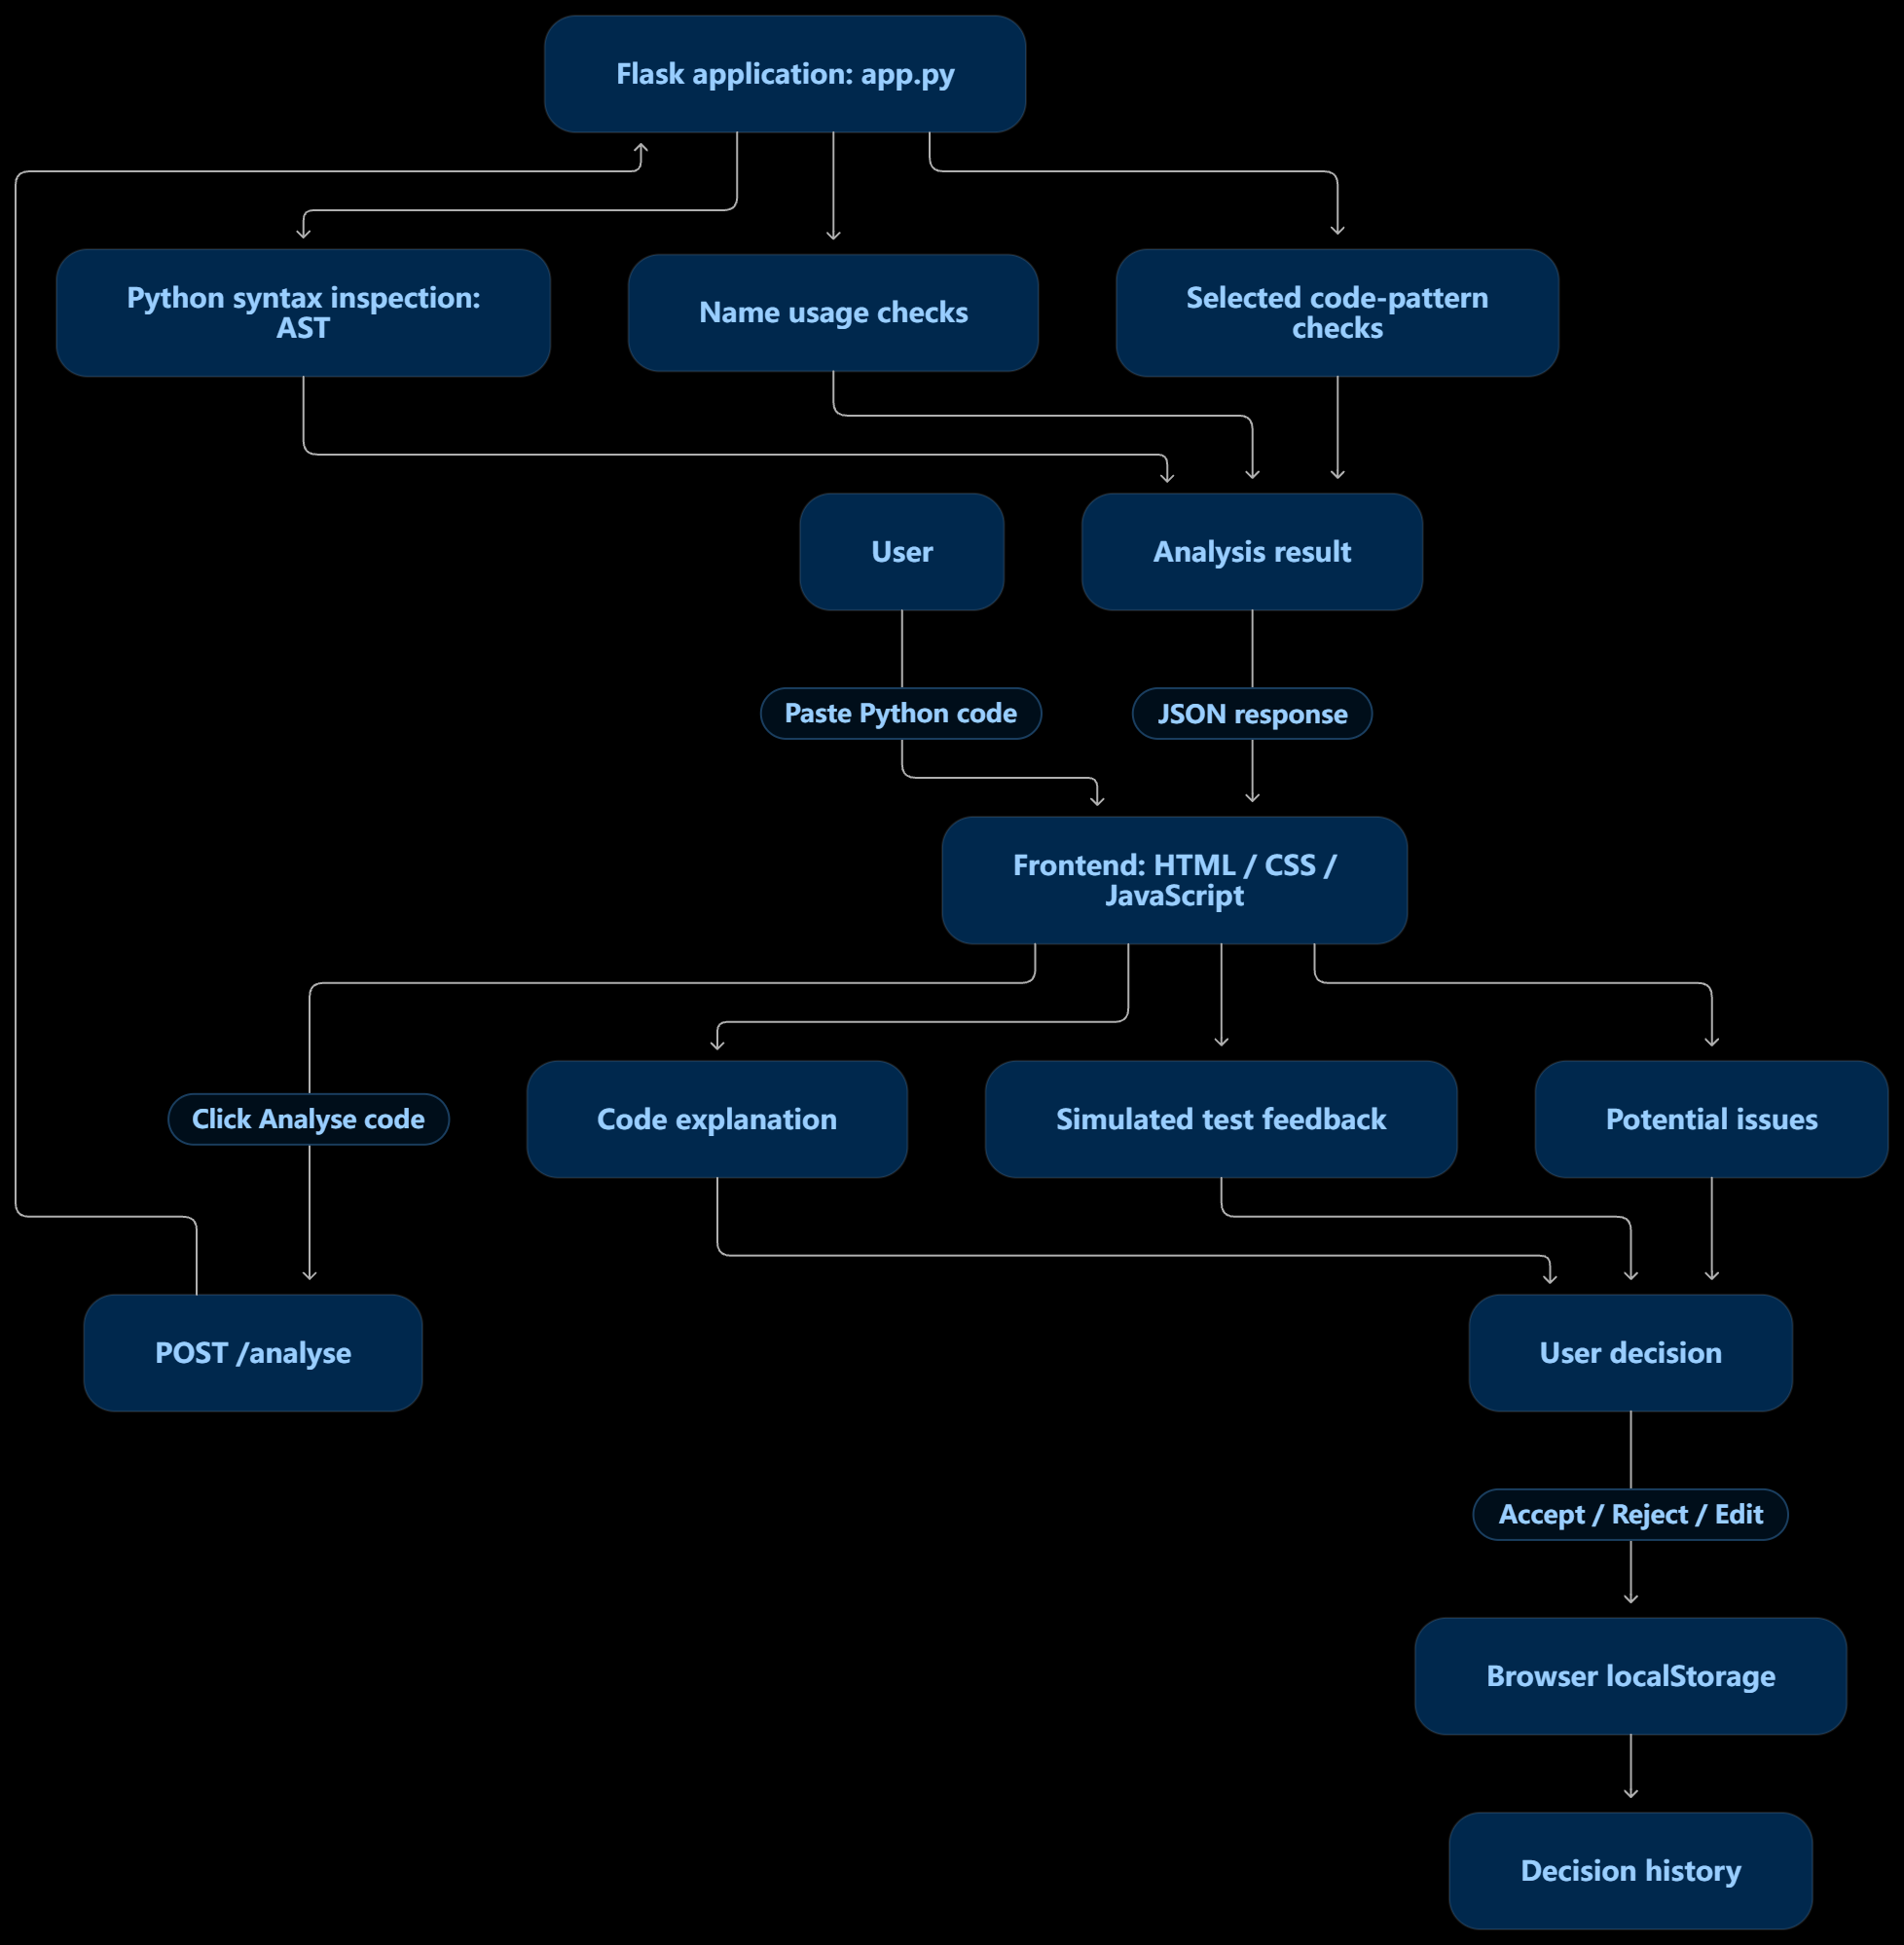 Flask application: app.py
Python syntax inspection:
AST
Name usage checks
Selected code-pattern
checks
User
Analysis result
Paste Python code
JSON response
Frontend: HTML / CSS /
JavaScript
Click Analyse code
Code explanation
Simulated test feedback
Potential issues
POST /analyse
User decision
Accept / Reject / Edit
Browser localStorage
Decision history